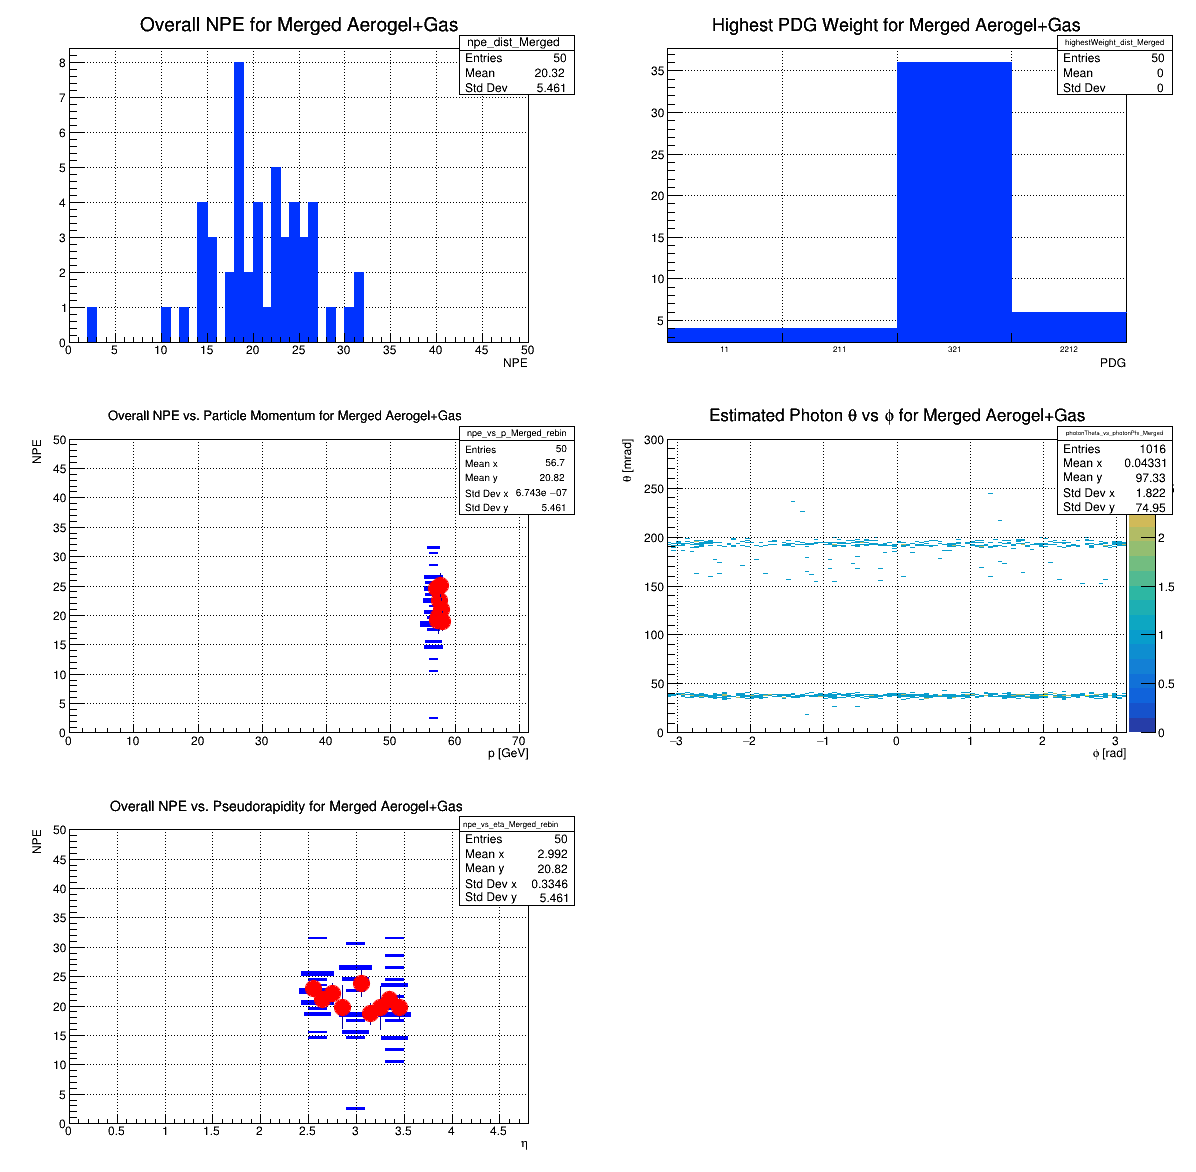 Overall NPE for Merged Aerogel+Gas
npe_dist_Merged
Entries 50
Mean 20.32
Std Dev 5.461
8
7
6
5
4
3
2
1
0
0 5 10 15 20 25 30 35 40 45 50
NPE
Highest PDG Weight for Merged Aerogel+Gas
highestWeight_dist_Merged
Entries 50
Mean 0
Std Dev 0
35
30
25
20
15
10
5
11 211 321 2212
PDG
Overall NPE vs. Particle Momentum for Merged Aerogel+Gas
npe_vs_p_Merged_rebin
Entries 50
Mean x 56.7
Mean y 20.82
Std Dev x 6.743e −07
Std Dev y 5.461
NPE
50
45
40
35
30
25
20
15
10
5
0
0 10 20 30 40 50 60 70
p [GeV]
Estimated Photon θ vs ϕ for Merged Aerogel+Gas
photonTheta_vs_photonPhi_Merged
Entries 1016
Mean x 0.04331
Mean y 97.33
Std Dev x 1.822
Std Dev y 74.95
θ [mrad]
300
250
200
150
100
50
0
−3 −2 −1 0 1 2 3
ϕ [rad]
2
1.5
1
0.5
0
Overall NPE vs. Pseudorapidity for Merged Aerogel+Gas
npe_vs_eta_Merged_rebin
Entries 50
Mean x 2.992
Mean y 20.82
Std Dev x 0.3346
Std Dev y 5.461
NPE
50
45
40
35
30
25
20
15
10
5
0
0 0.5 1 1.5 2 2.5 3 3.5 4 4.5
η